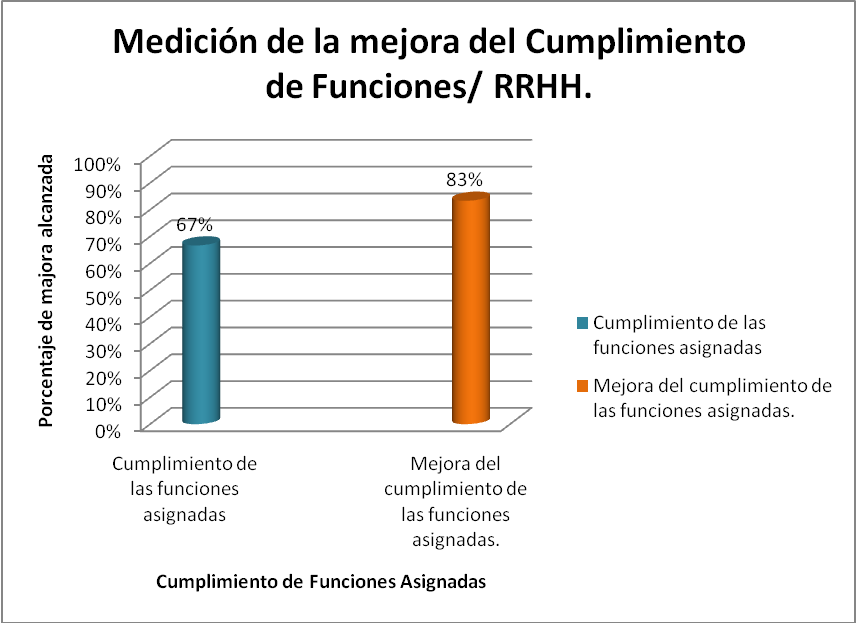 Medición de la mejora del Cumplimiento
de Funciones/ RRHH.
Porcentaje de majora alcanzada
100%
90%
80%
70%
60%
50%
40%
30%
20%
10%
0%
67%
83%
Cumplimiento de
las funciones
asignadas
Mejora del
cumplimiento de
las funciones
asignadas.
Cumplimiento de Funciones Asignadas
Cumplimiento de las
funciones asignadas
Mejora del cumplimiento de
las funciones asignadas.